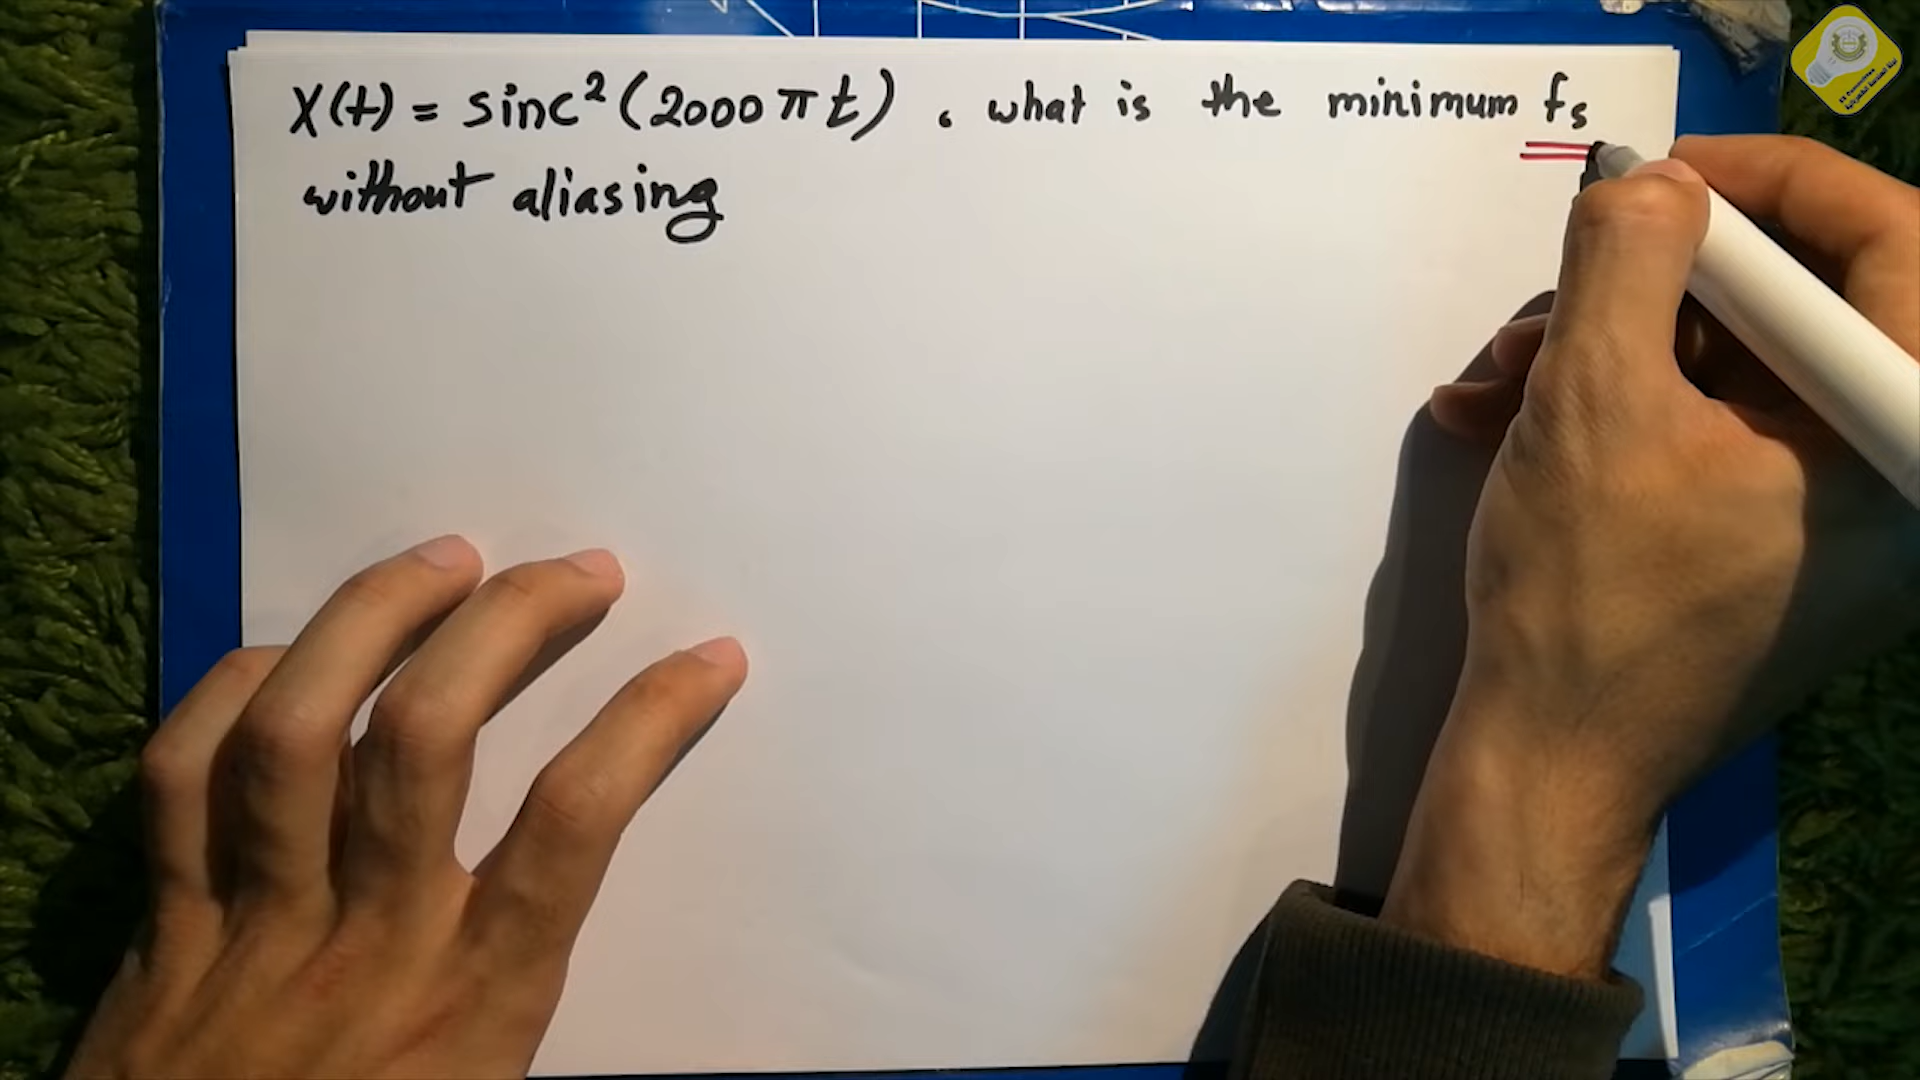 X(t) = sinc²(2000πt) . what is the minimum fs
without aliasing